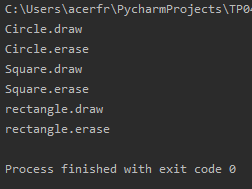 C:\Users\acerfr\PycharmProjects\TP04
Circle.draw
Circle.erase
Square.draw
Square.erase
rectangle.draw
rectangle.erase
Process finished with exit code 0